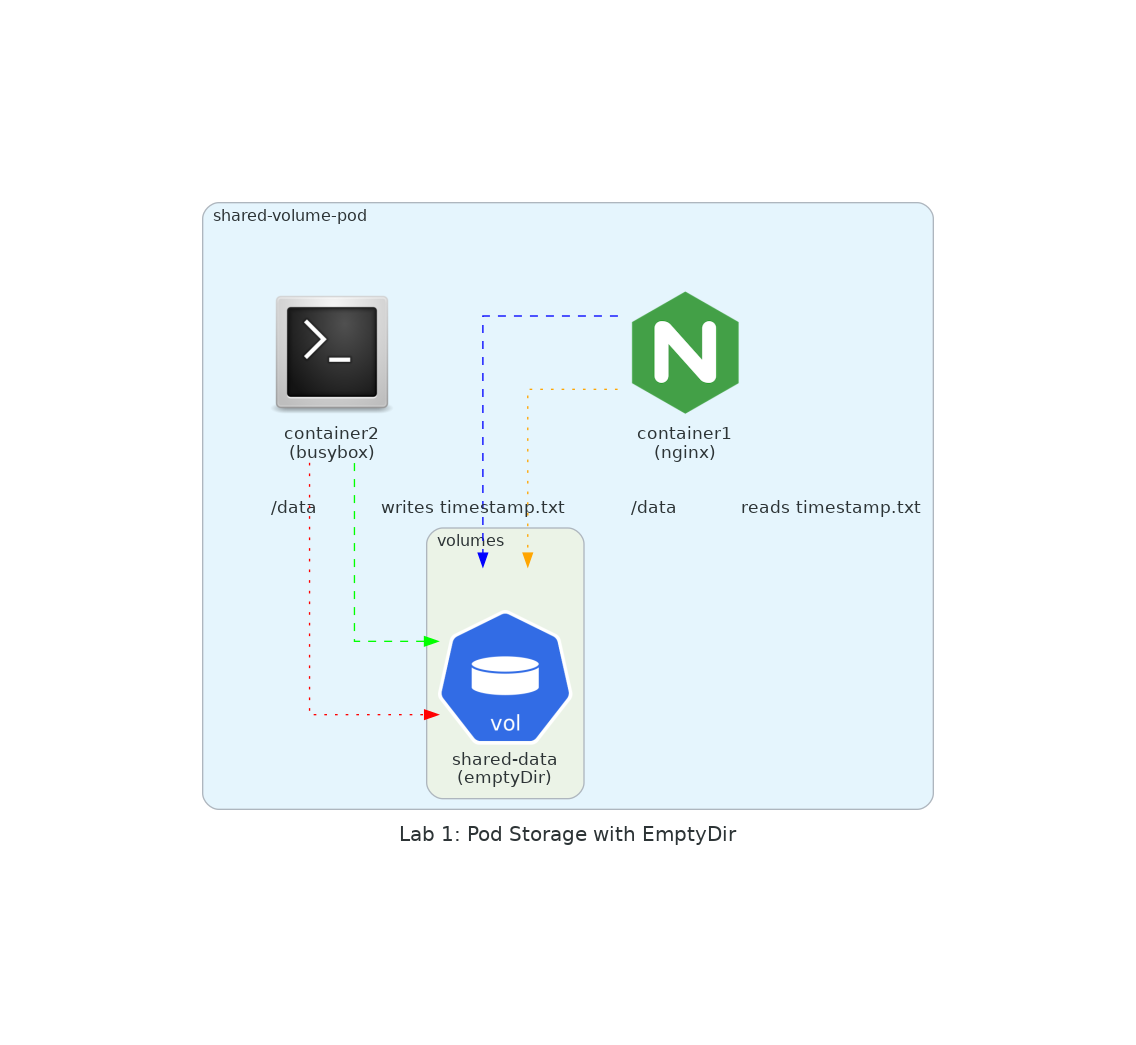 shared-volume-pod
container2
(busybox)
container1
(nginx)
/data
writes timestamp.txt
/data
reads timestamp.txt
volumes
vol
shared-data
(emptyDir)
Lab 1: Pod Storage with EmptyDir